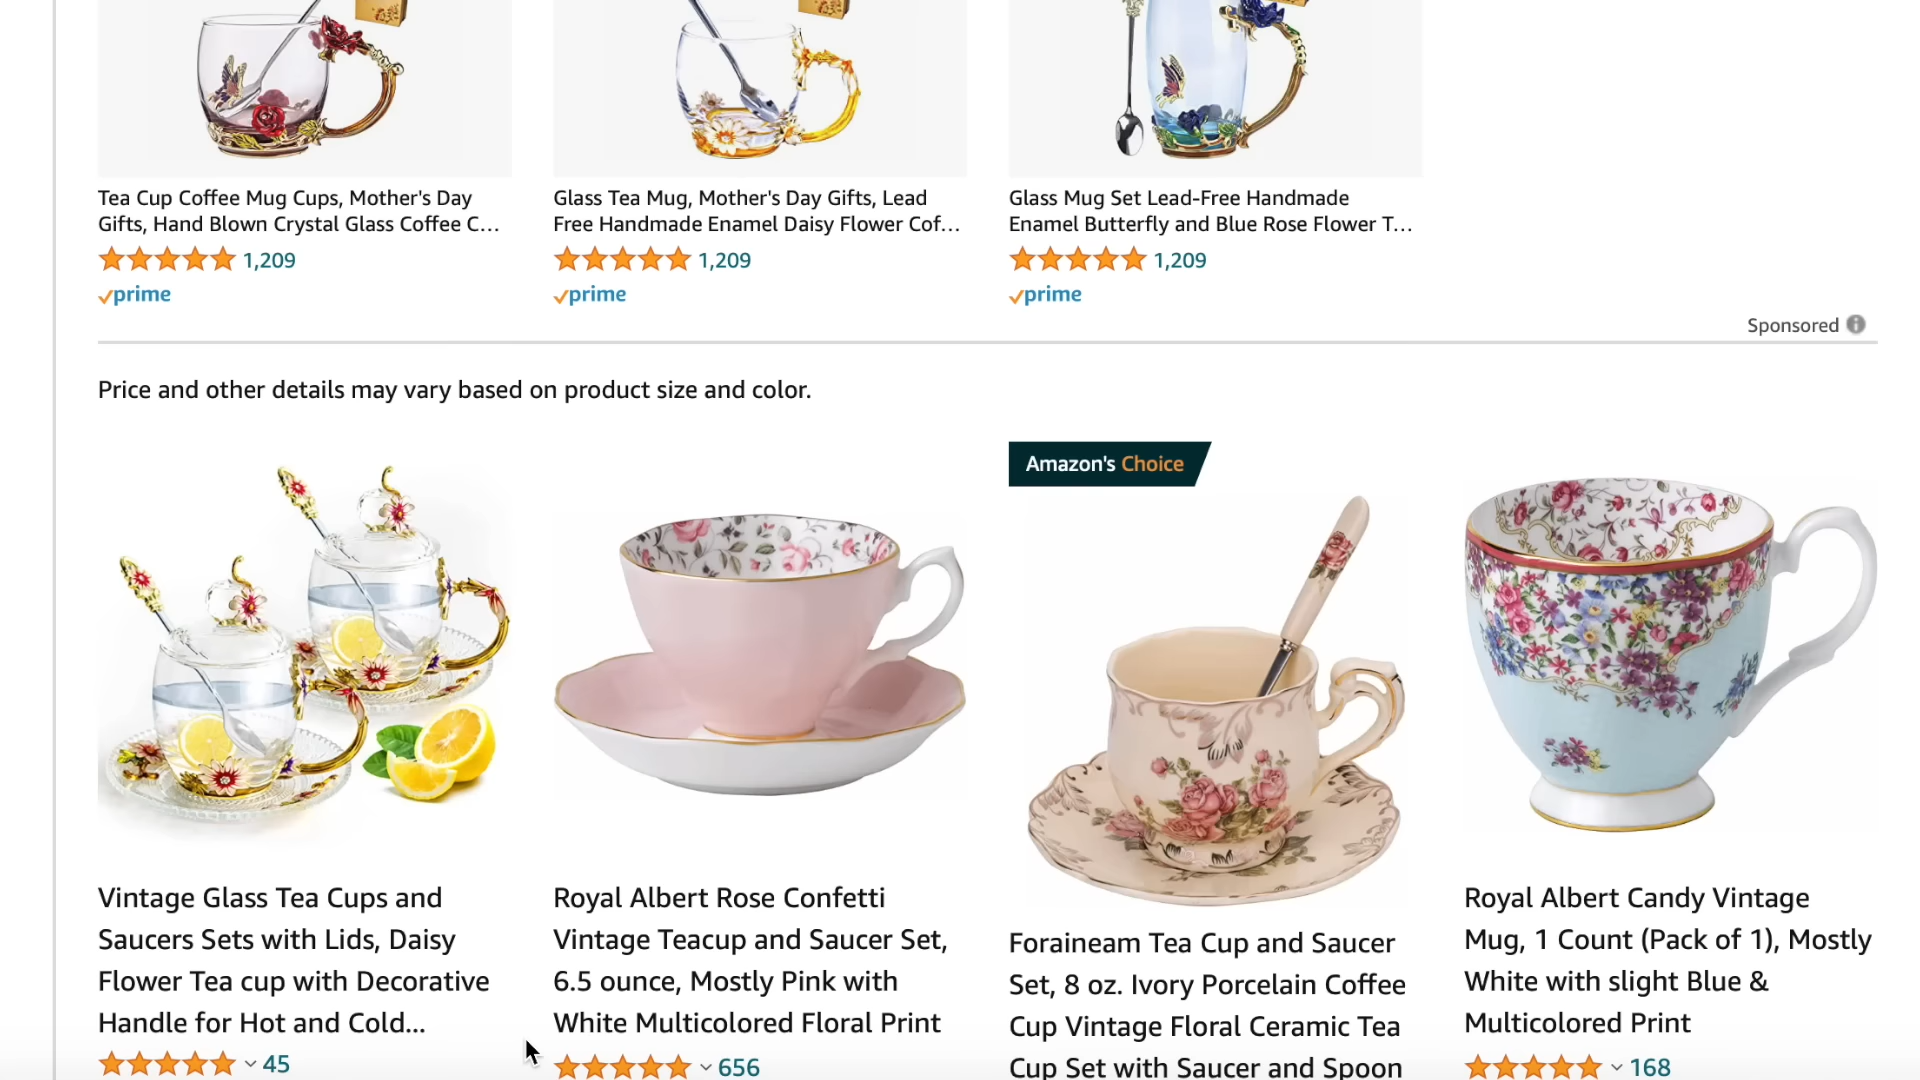 Tea Cup Coffee Mug Cups, Mother's Day
Gifts, Hand Blown Crystal Glass Coffee C...
1,209
prime
Glass Tea Mug, Mother's Day Gifts, Lead
Free Handmade Enamel Daisy Flower Cof...
1,209
prime
Glass Mug Set Lead-Free Handmade
Enamel Butterfly and Blue Rose Flower T...
1,209
prime
Sponsored
Price and other details may vary based on product size and color.
Vintage Glass Tea Cups and
Saucers Sets with Lids, Daisy
Flower Tea cup with Decorative
Handle for Hot and Cold...
45
Royal Albert Rose Confetti
Vintage Teacup and Saucer Set,
6.5 ounce, Mostly Pink with
White Multicolored Floral Print
656
Amazon's Choice
Foraineam Tea Cup and Saucer
Set, 8 oz. Ivory Porcelain Coffee
Cup Vintage Floral Ceramic Tea
Cup Set with Saucer and Spoon
Royal Albert Candy Vintage
Mug, 1 Count (Pack of 1), Mostly
White with slight Blue &
Multicolored Print
168